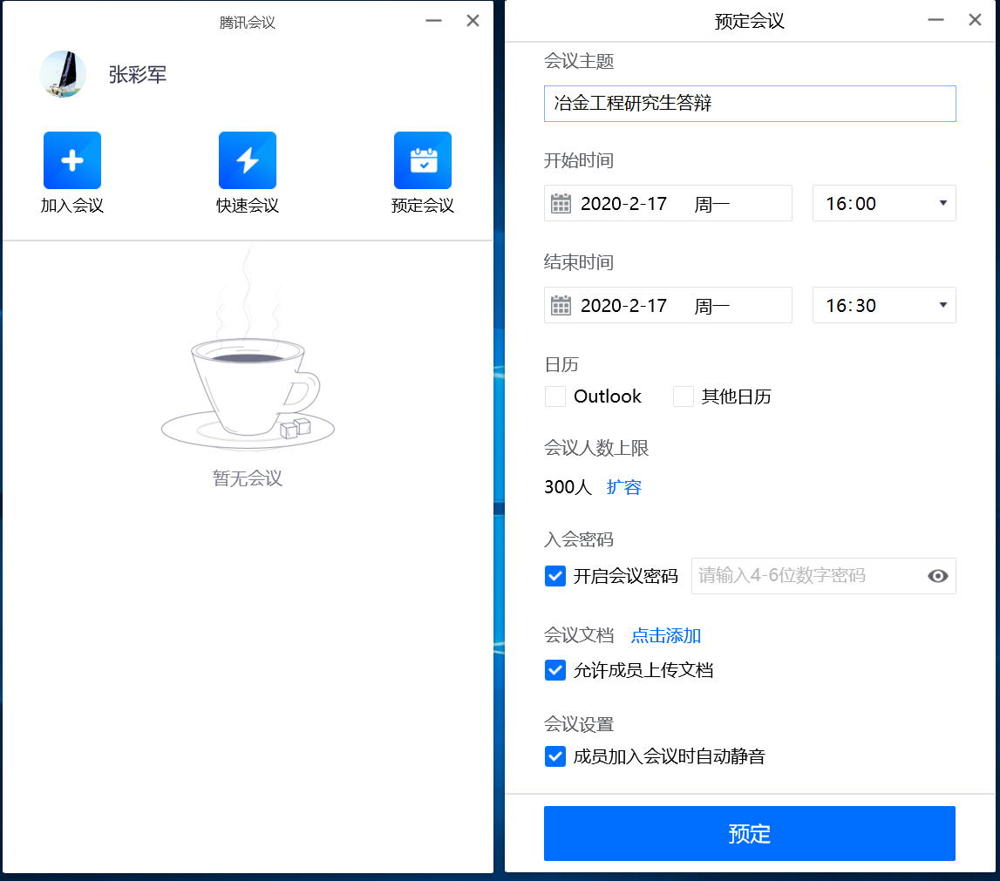 腾讯会议
张彩军
加入会议 快速会议 预定会议
暂无会议
预定会议
会议主题
冶金工程研究生答辩
开始时间
2020-2-17 周一 16:00
结束时间
2020-2-17 周一 16:30
日历
Outlook 其他日历
会议人数上限
300人 扩容
入会密码
开启会议密码 请输入4-6位数字密码
会议文档 点击添加
允许成员上传文档
会议设置
成员加入会议时自动静音
预定